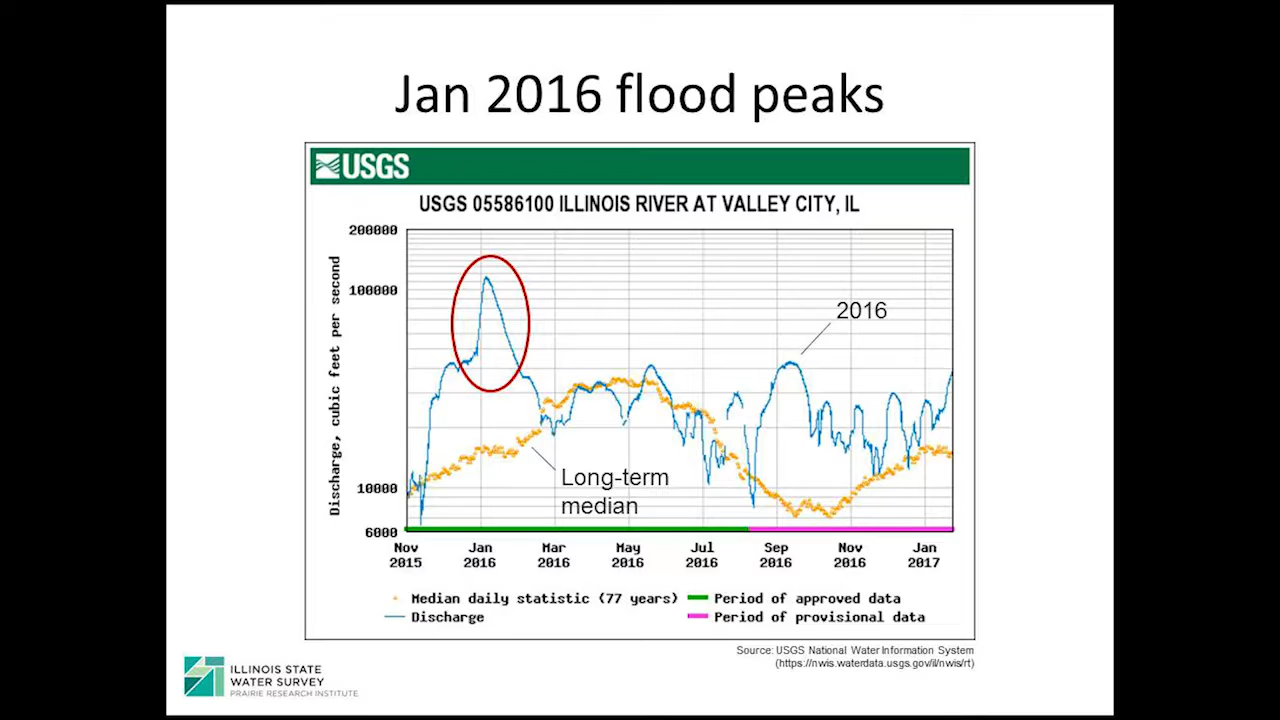 Jan 2016 flood peaks
USGS
USGS 05586100 ILLINOIS RIVER AT VALLEY CITY, IL
Discharge, cubic feet per second
200000
100000
10000
6000
2016
Long-term
median
Nov Jan Mar May Jul Sep Nov Jan
2015 2016 2016 2016 2016 2016 2016 2017
Median daily statistic (77 years) Period of approved data
Discharge Period of provisional data
Source: USGS National Water Information System
(https://nwis.waterdata.usgs.gov/il/nwis/rt)
ILLINOIS STATE
WATER SURVEY
PRAIRIE RESEARCH INSTITUTE